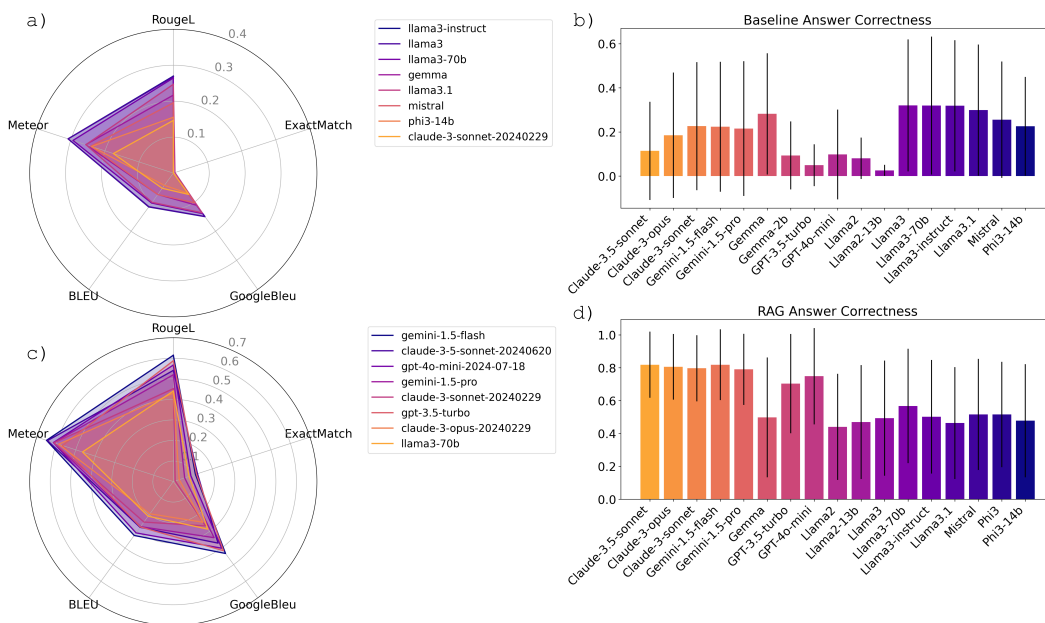 a)
RougeL
0.4
0.3
0.2
0.1
Meteor
ExactMatch
BLEU
GoogleBleu
llama3-instruct
llama3
llama3-70b
gemma
llama3.1
mistral
phi3-14b
claude-3-sonnet-20240229
b)
Baseline Answer Correctness
0.6
0.4
0.2
0.0
Claude-3.5-sonnet
Claude-3-opus
Claude-3-sonnet
Gemini-1.5-flash
Gemini-1.5-pro
Gemma
Gemma-2b
GPT-3.5-turbo
GPT-4o-mini
Llama2
Llama2-13b
Llama3
Llama3-70b
Llama3-instruct
Llama3.1
Mistral
Phi3-14b
c)
RougeL
0.7
0.6
0.5
0.4
0.3
0.2
Meteor
ExactMatch
BLEU
GoogleBleu
gemini-1.5-flash
claude-3-5-sonnet-20240620
gpt-4o-mini-2024-07-18
gemini-1.5-pro
claude-3-sonnet-20240229
gpt-3.5-turbo
claude-3-opus-20240229
llama3-70b
d)
RAG Answer Correctness
1.0
0.8
0.6
0.4
0.2
0.0
Claude-3.5-sonnet
Claude-3-opus
Claude-3-sonnet
Gemini-1.5-flash
Gemini-1.5-pro
Gemma
GPT-3.5-turbo
GPT-4o-mini
Llama2
Llama2-13b
Llama3
Llama3-70b
Llama3-instruct
Llama3.1
Mistral
Phi3
Phi3-14b